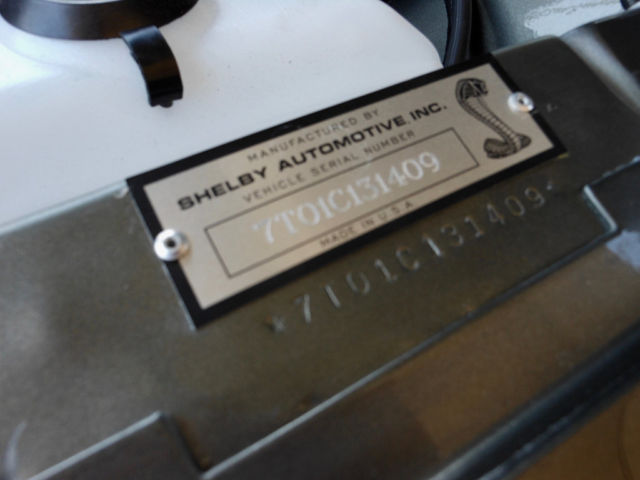 MANUFACTURED BY
SHELBY AUTOMOTIVE, INC.
VEHICLE SERIAL NUMBER
7T01C131409
MADE IN U.S.A
*7T01C131409*